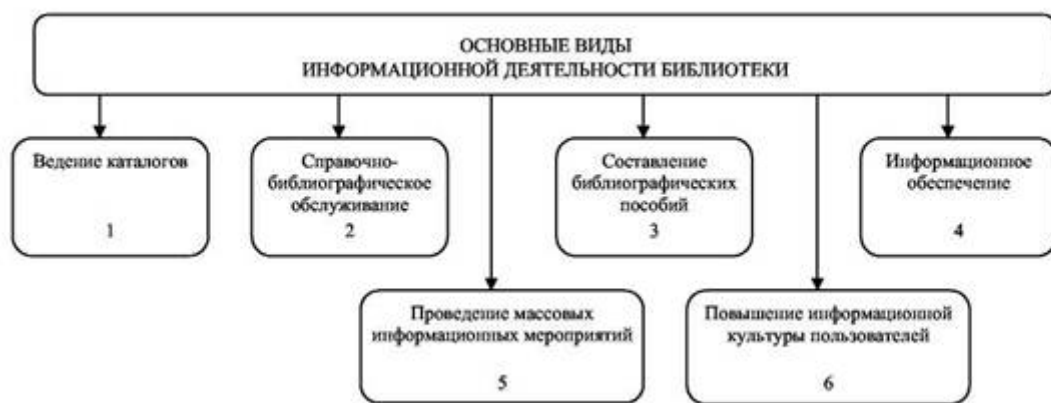 ОСНОВНЫЕ ВИДЫ
ИНФОРМАЦИОННОЙ ДЕЯТЕЛЬНОСТИ БИБЛИОТЕКИ
Ведение каталогов
1
Справочно-
библиографическое
обслуживание
2
Составление
библиографических
пособий
3
Информационное
обеспечение
4
Проведение массовых
информационных мероприятий
5
Повышение информационной
культуры пользователей
6